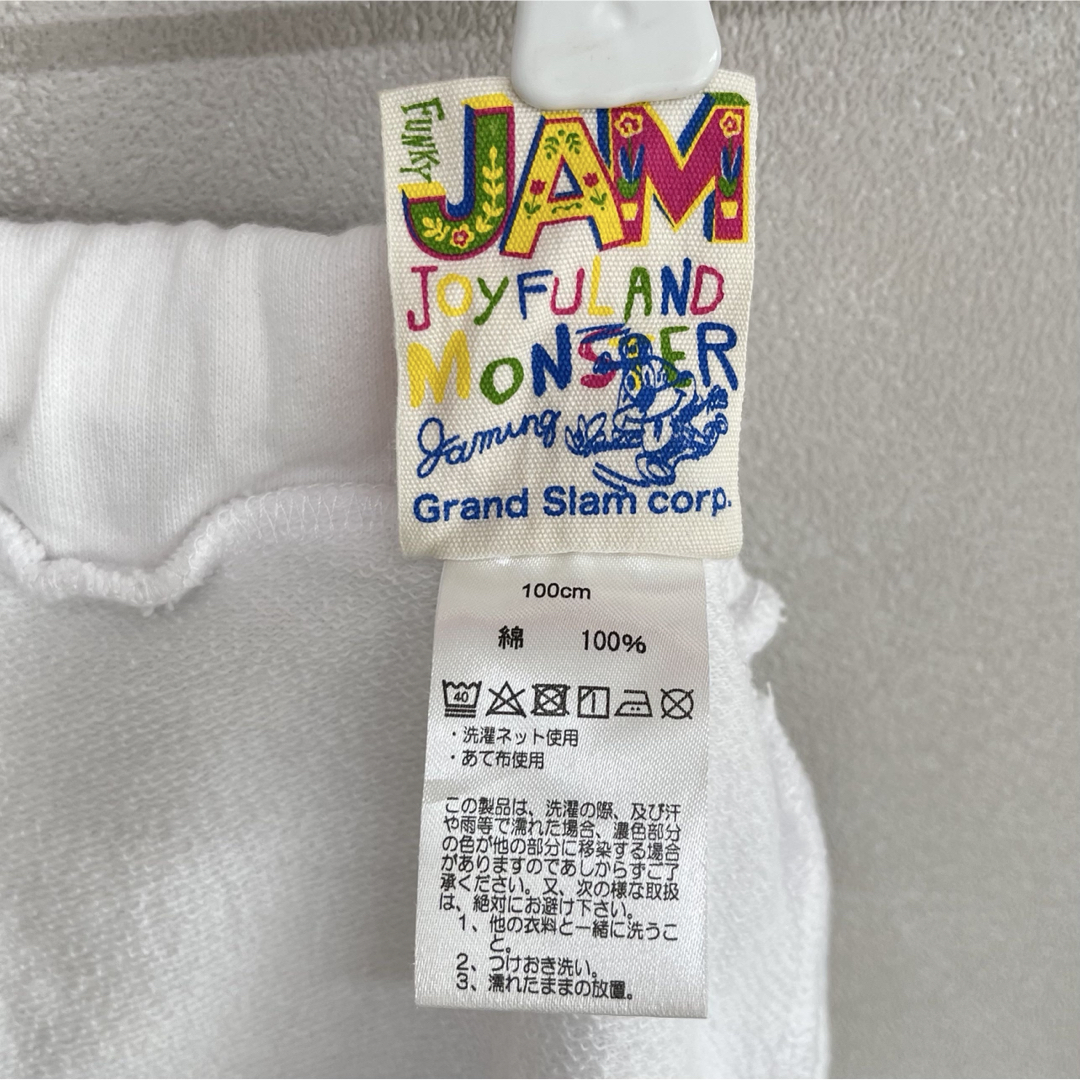 FUNKY
JAM
JOYFULAND
MONSTER
Jaming
Grand Slam corp.
100cm
綿 100%
40
・洗濯ネット使用
・あて布使用
この製品は、洗濯の際、及び汗
や雨等で濡れた場合、濃色部分
の色が他の部分に移染する場合
がありますのであしからずご了
承ください。又、次の様な取扱
は、絶対にお避け下さい。
1、他の衣料と一緒に洗うこ
と。
2、つけおき洗い。
3、濡れたままの放置。